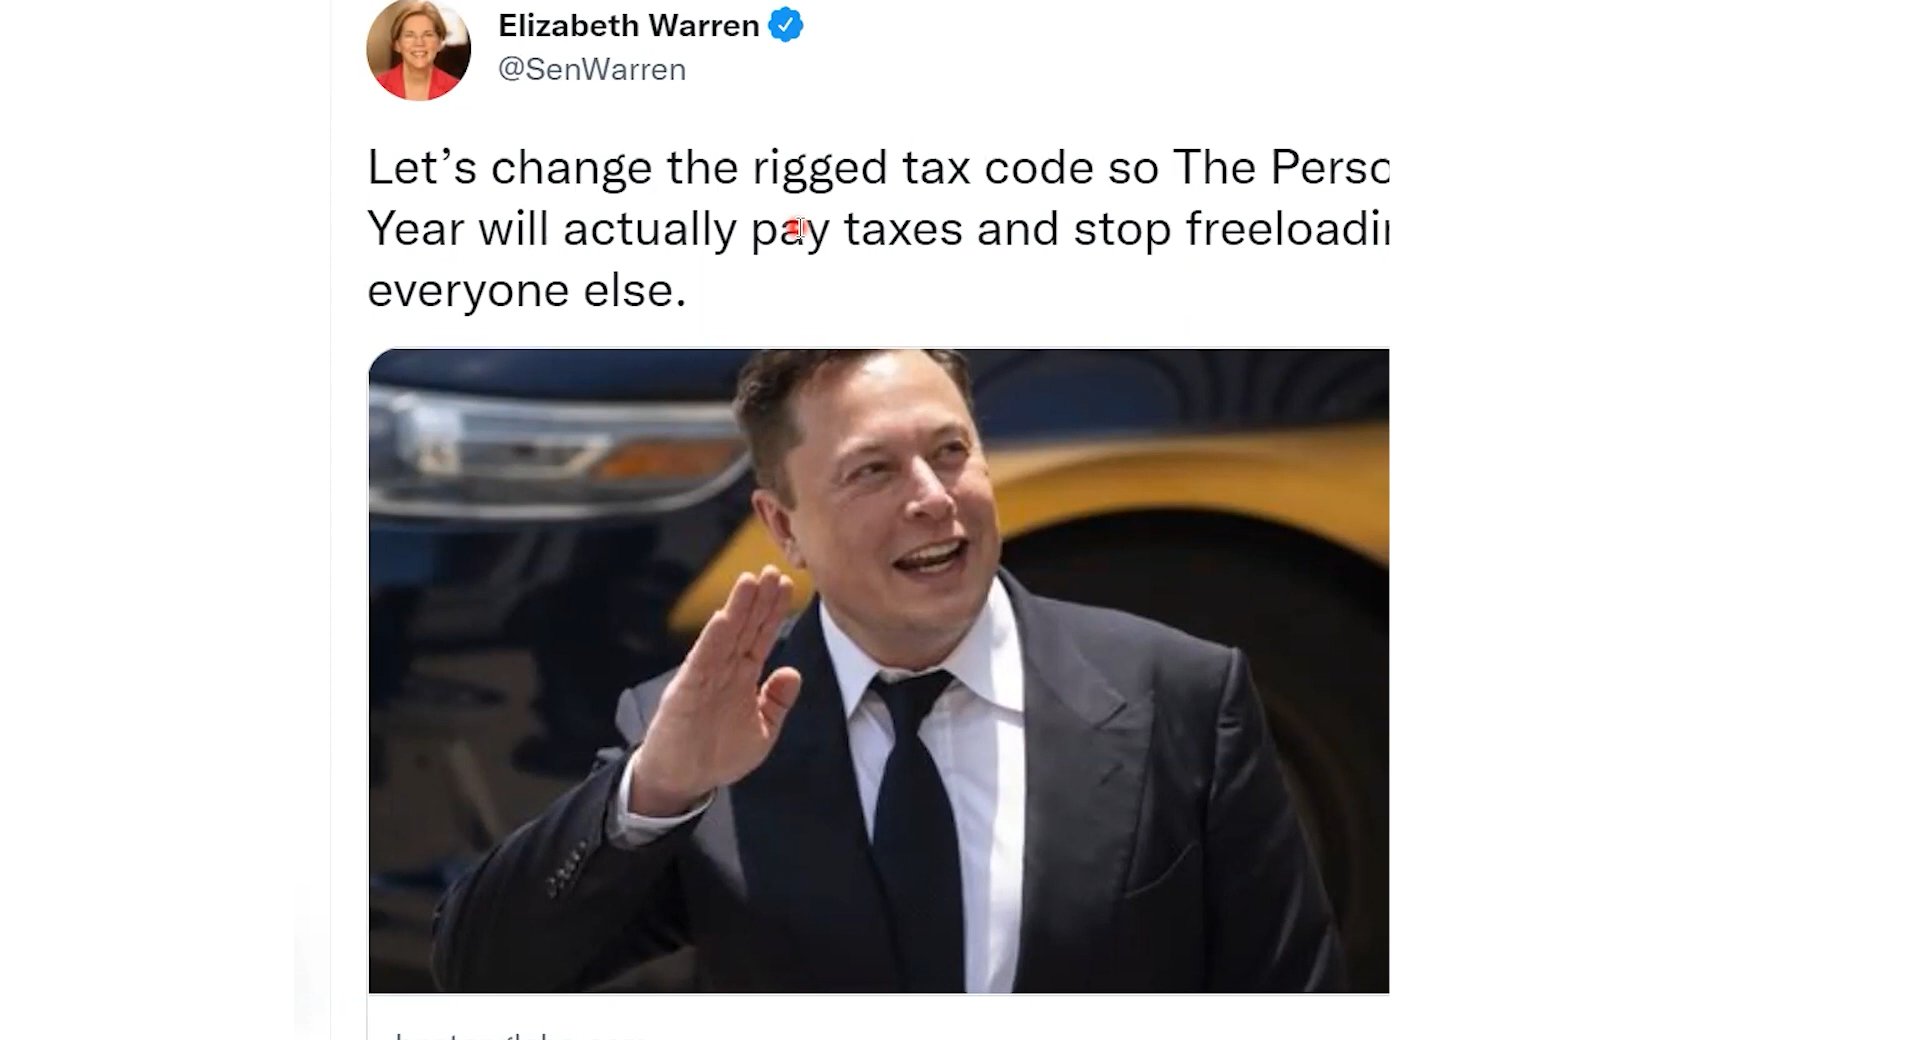 Elizabeth Warren
@SenWarren
Let's change the rigged tax code so The Perso
Year will actually pay taxes and stop freeloadin
everyone else.